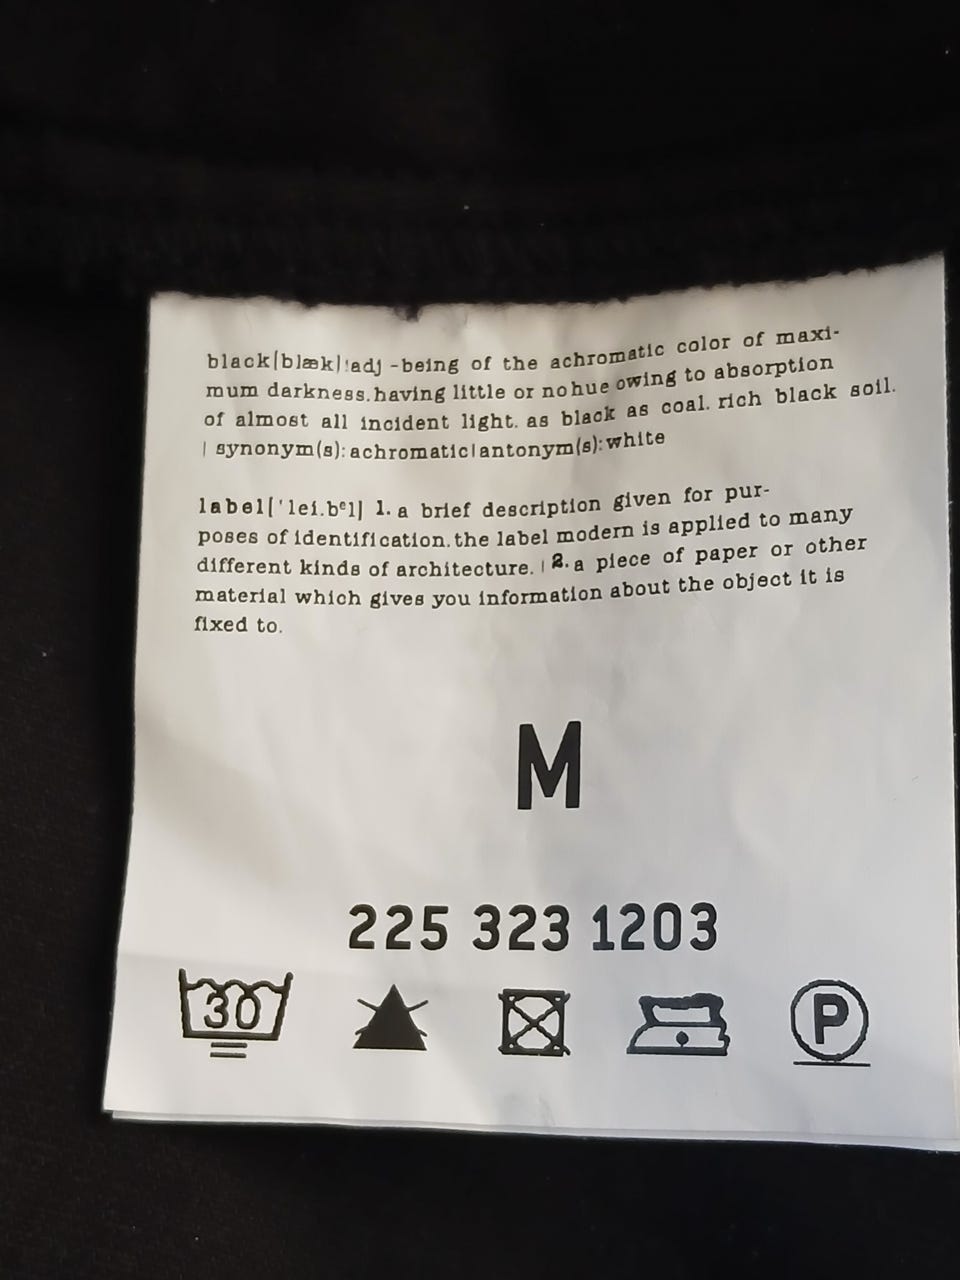 black[blæk]'adj -being of the achromatic color of maxi-
mum darkness.having little or no hue owing to absorption
of almost all incident light. as black as coal. rich black soil.
| synonym(s): achromatic|antonym(s): white
label['lei.bᵉl] 1. a brief description given for pur-
poses of identification.the label modern is applied to many
different kinds of architecture. | 2. a piece of paper or other
material which gives you information about the object it is
fixed to.
M
225 323 1203
30 P